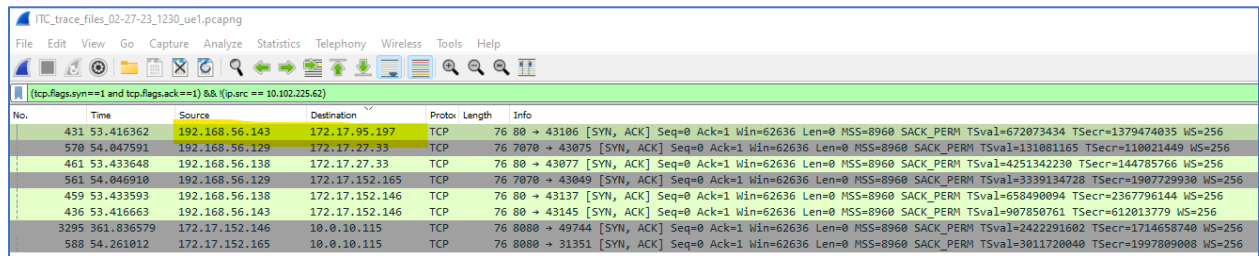 ITC_trace_files_02-27-23_1230_ue1.pcapng
File Edit View Go Capture Analyze Statistics Telephony Wireless Tools Help
(tcp.flags.syn==1 and tcp.flags.ack==1) && !(ip.src == 10.102.225.62)
No. Time Source Destination Protoc Length Info
431 53.416362 192.168.56.143 172.17.95.197 TCP 76 80 → 43106 [SYN, ACK] Seq=0 Ack=1 Win=62636 Len=0 MSS=8960 SACK_PERM TSval=672073434 TSecr=1379474035 WS=256
570 54.047591 192.168.56.129 172.17.27.33 TCP 76 7070 → 43075 [SYN, ACK] Seq=0 Ack=1 Win=62636 Len=0 MSS=8960 SACK_PERM TSval=131081165 TSecr=110021449 WS=256
461 53.433648 192.168.56.138 172.17.27.33 TCP 76 80 → 43077 [SYN, ACK] Seq=0 Ack=1 Win=62636 Len=0 MSS=8960 SACK_PERM TSval=4251342230 TSecr=144785766 WS=256
561 54.046910 192.168.56.129 172.17.152.165 TCP 76 7070 → 43049 [SYN, ACK] Seq=0 Ack=1 Win=62636 Len=0 MSS=8960 SACK_PERM TSval=3339134728 TSecr=1907729930 WS=256
459 53.433593 192.168.56.138 172.17.152.146 TCP 76 80 → 43137 [SYN, ACK] Seq=0 Ack=1 Win=62636 Len=0 MSS=8960 SACK_PERM TSval=658490094 TSecr=2367796144 WS=256
436 53.416663 192.168.56.143 172.17.152.146 TCP 76 80 → 43145 [SYN, ACK] Seq=0 Ack=1 Win=62636 Len=0 MSS=8960 SACK_PERM TSval=907850761 TSecr=612013779 WS=256
3295 361.836579 172.17.152.146 10.0.10.115 TCP 76 8080 → 49744 [SYN, ACK] Seq=0 Ack=1 Win=62636 Len=0 MSS=8960 SACK_PERM TSval=2422291602 TSecr=1714658740 WS=256
588 54.261012 172.17.152.165 10.0.10.115 TCP 76 8080 → 31351 [SYN, ACK] Seq=0 Ack=1 Win=62636 Len=0 MSS=8960 SACK_PERM TSval=3011720040 TSecr=1997809008 WS=256